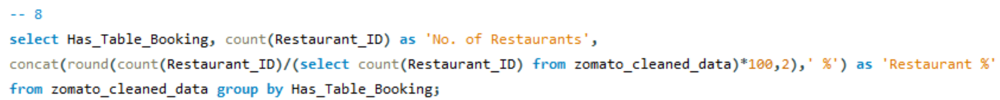 -- 8
select Has_Table_Booking, count(Restaurant_ID) as 'No. of Restaurants',
concat(round(count(Restaurant_ID)/(select count(Restaurant_ID) from zomato_cleaned_data)*100,2),' %') as 'Restaurant %'
from zomato_cleaned_data group by Has_Table_Booking;